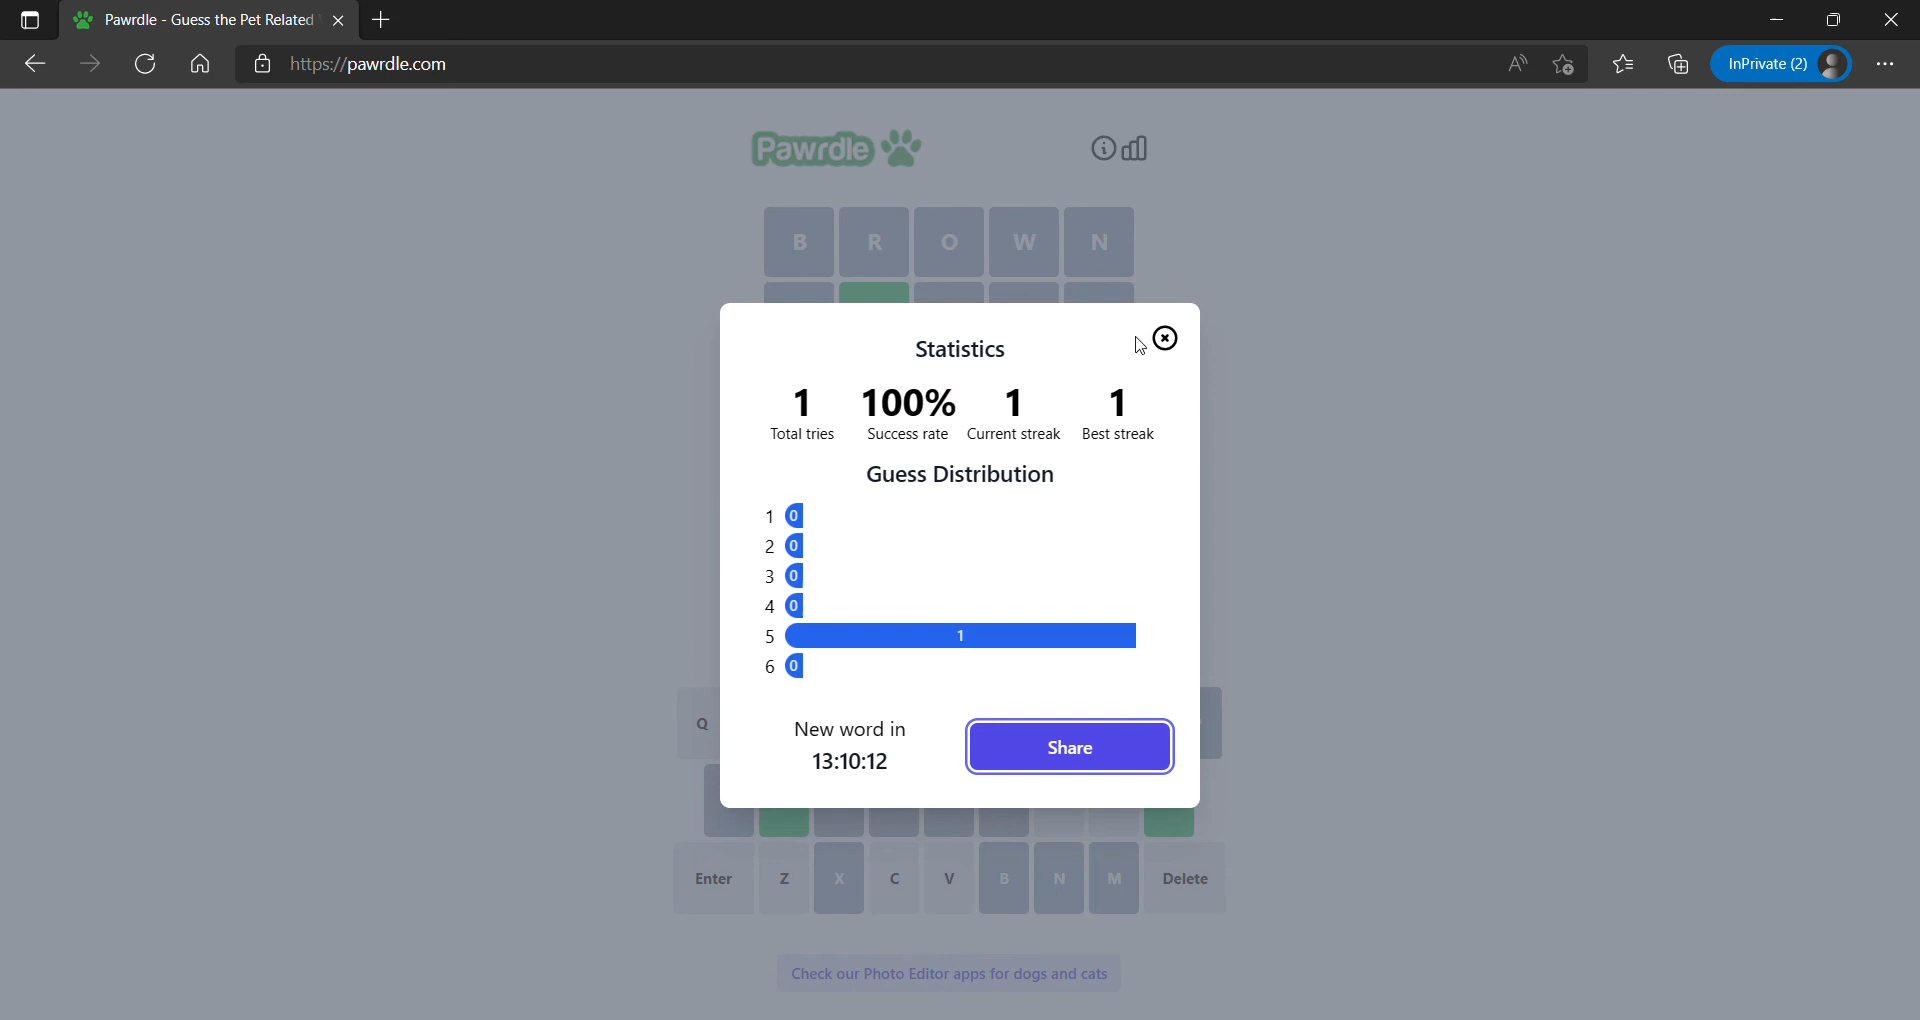 Pawrdle - Guess the Pet Related
https://pawrdle.com
InPrivate (2)
Pawrdle
B R O W N
Statistics
1 100% 1 1
Total tries Success rate Current streak Best streak
Guess Distribution
1 0
2 0
3 0
4 0
5 1
6 0
Q
New word in
13:10:12
Share
Enter Z X C V B N M Delete
Check our Photo Editor apps for dogs and cats